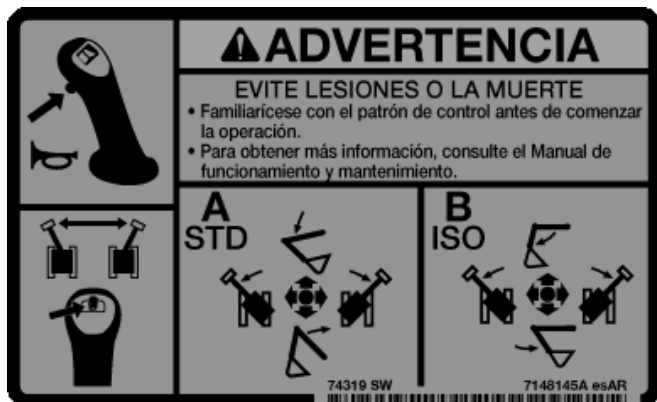 ADVERTENCIA
EVITE LESIONES O LA MUERTE
• Familiarícese con el patrón de control antes de comenzar
la operación.
• Para obtener más información, consulte el Manual de
funcionamiento y mantenimiento.
A
STD
B
ISO
74319 SW
7148145A esAR